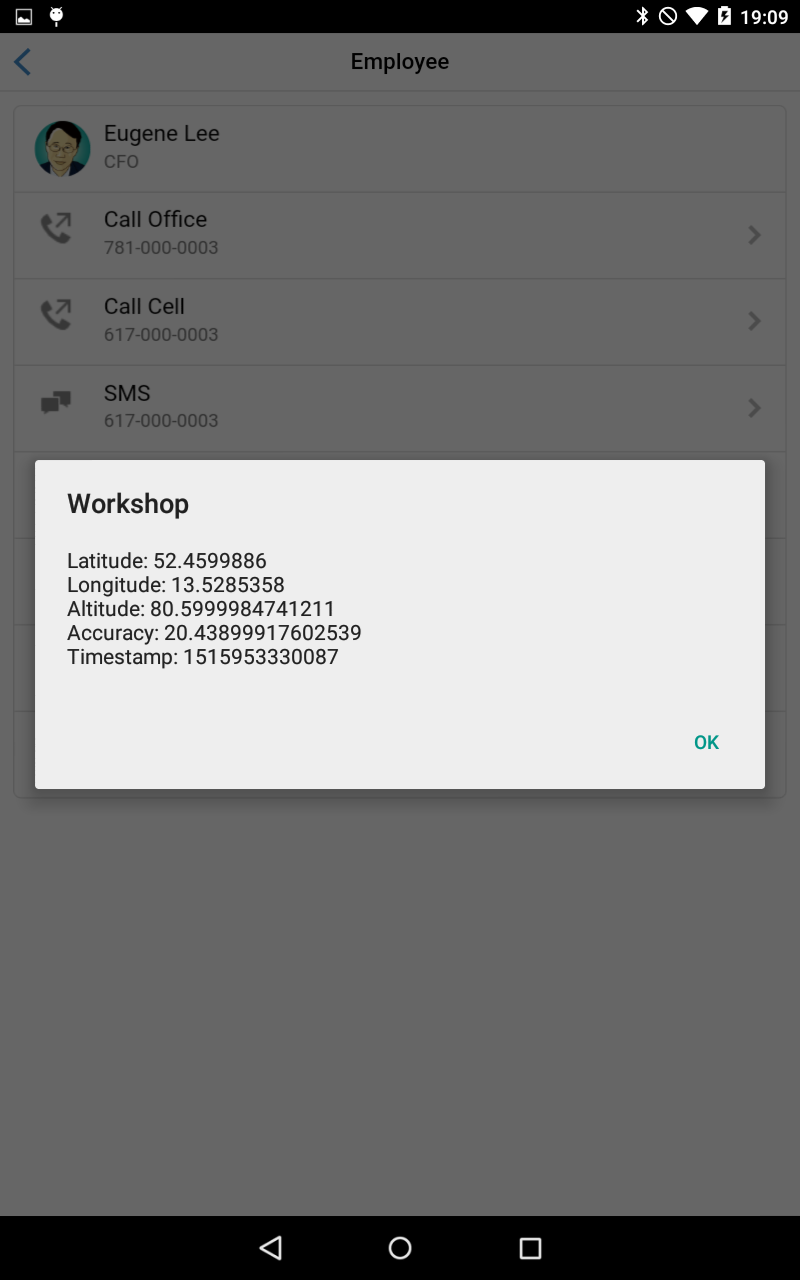 19:09
Employee
Eugene Lee
CFO
Call Office
781-000-0003
Call Cell
617-000-0003
SMS
617-000-0003
Workshop
Latitude: 52.4599886
Longitude: 13.5285358
Altitude: 80.5999984741211
Accuracy: 20.43899917602539
Timestamp: 1515953330087
OK